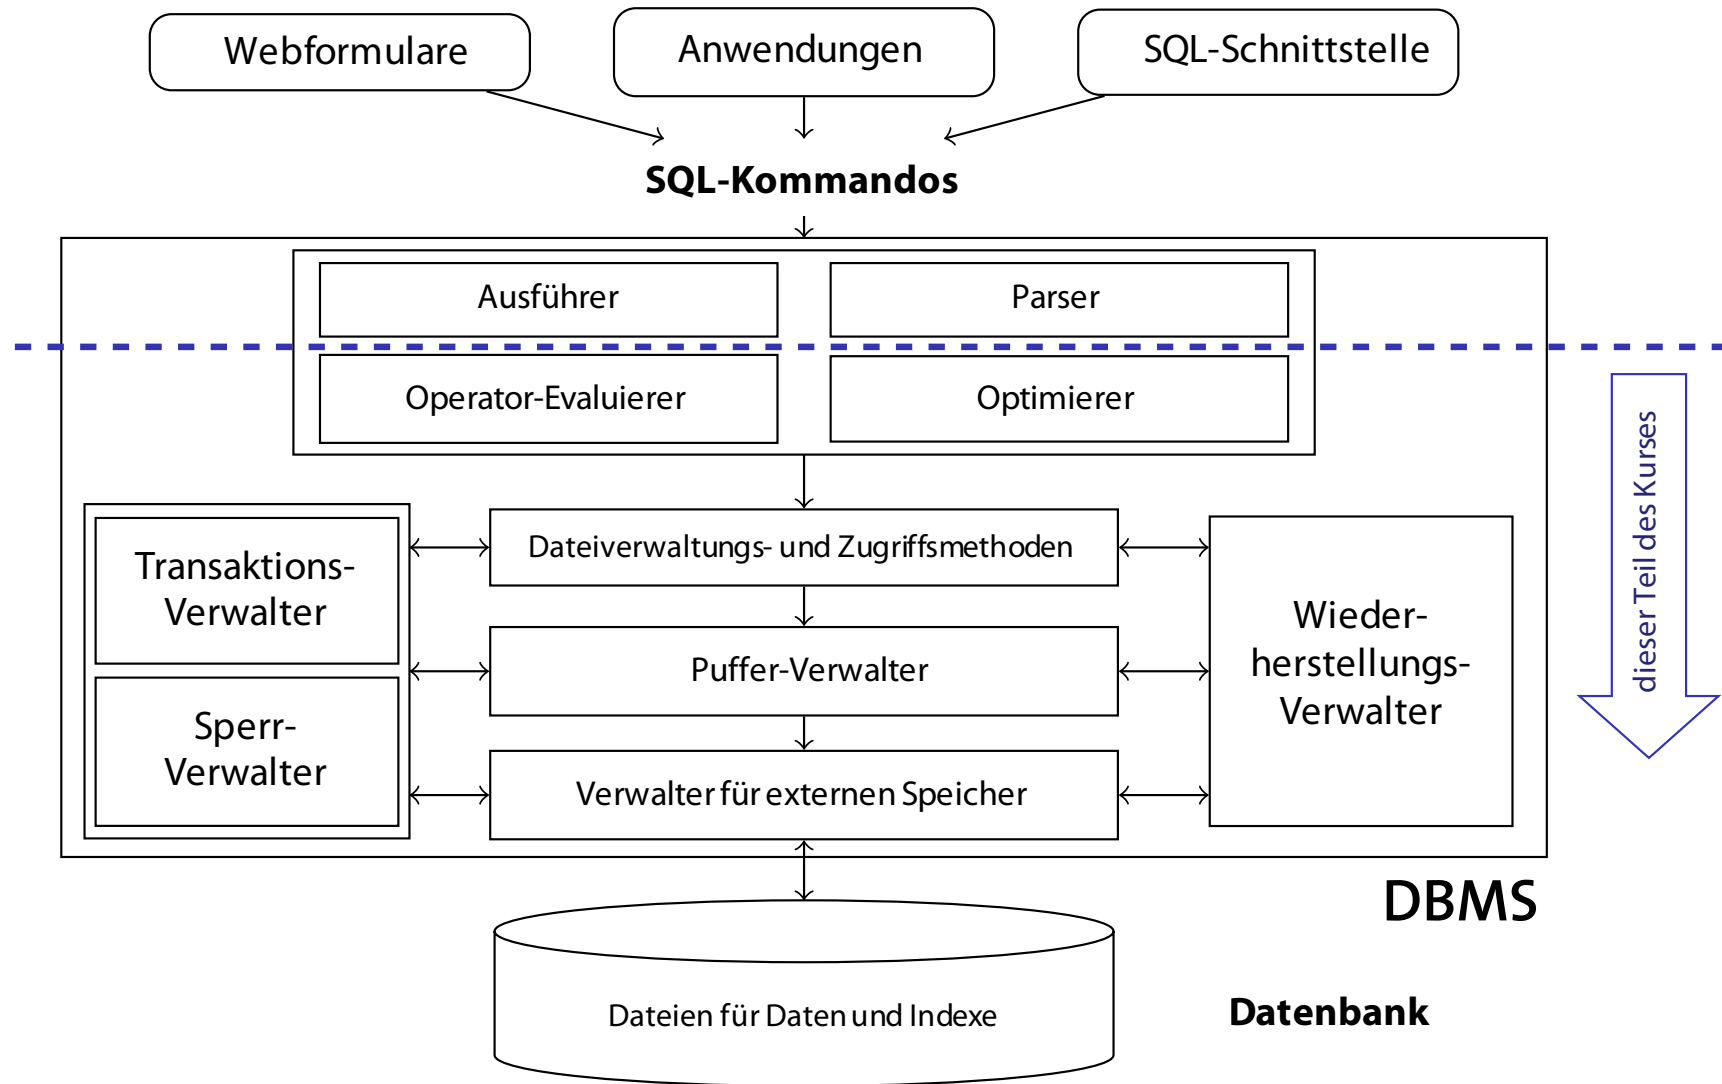 Webformulare
Anwendungen
SQL-Schnittstelle
SQL-Kommandos
Ausführer
Parser
Operator-Evaluierer
Optimierer
Dateiverwaltungs- und Zugriffsmethoden
Transaktions-
Verwalter
Puffer-Verwalter
Sperr-
Verwalter
Verwalter für externen Speicher
Wieder-
herstellungs-
Verwalter
dieser Teil des Kurses
DBMS
Dateien für Daten und Indexe
Datenbank